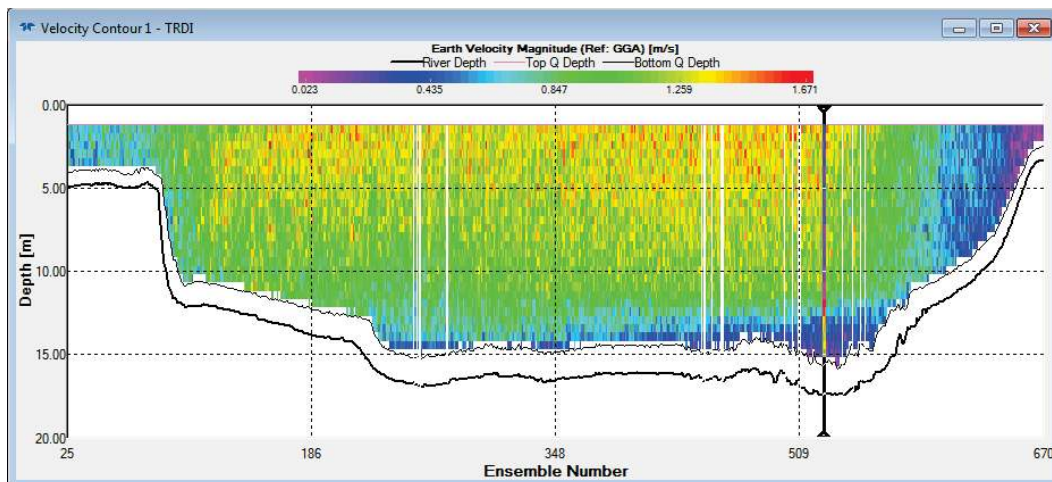 Velocity Contour 1 - TRDI
Earth Velocity Magnitude (Ref: GGA) [m/s]
River Depth Top Q Depth Bottom Q Depth
0.023 0.435 0.847 1.259 1.671
0.00
5.00
10.00
15.00
20.00
Depth [m]
25 186 348 509 670
Ensemble Number